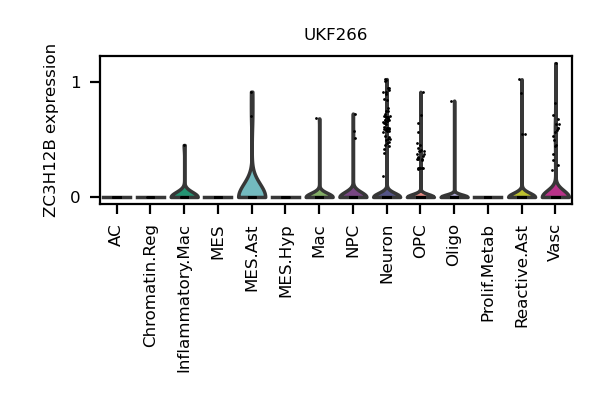 UKF266
ZC3H12B expression
1
0
AC
Chromatin.Reg
Inflammatory.Mac
MES
MES.Ast
MES.Hyp
Mac
NPC
Neuron
OPC
Oligo
Prolif.Metab
Reactive.Ast
Vasc